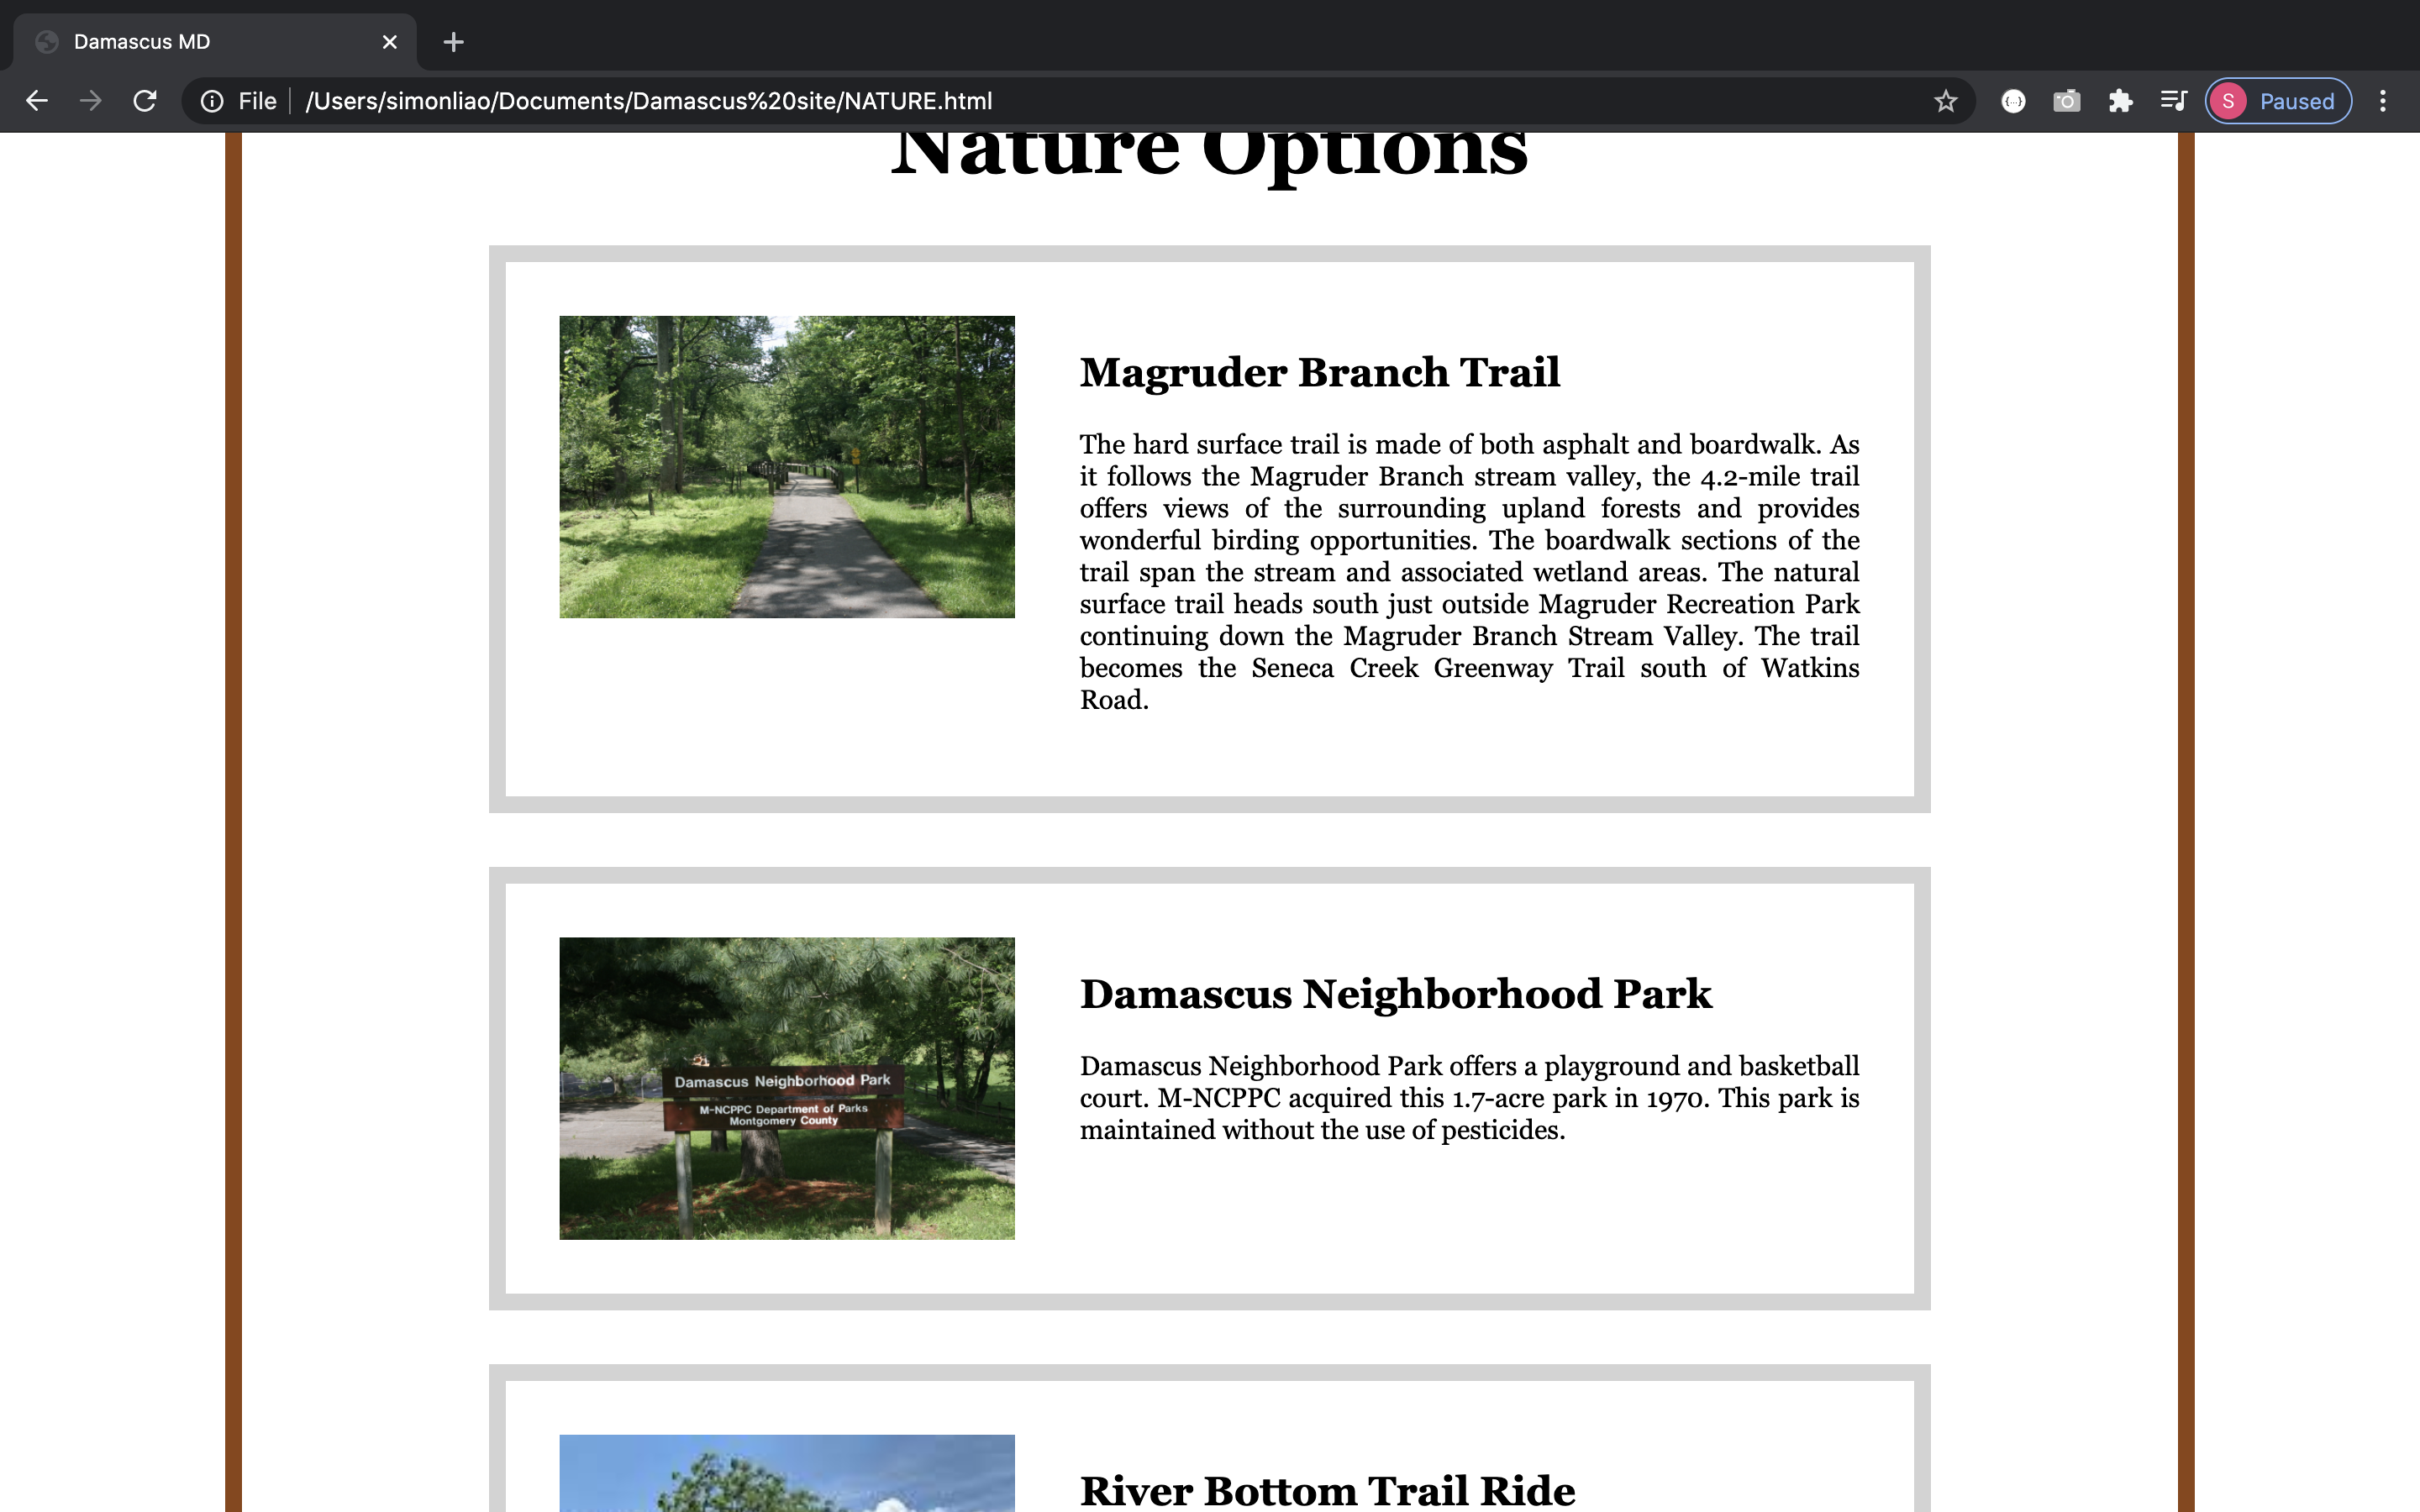 Damascus MD
File
/Users/simonliao/Documents/Damascus%20site/NATURE.html
S
Paused
Nature Options
Magruder Branch Trail
The hard surface trail is made of both asphalt and boardwalk. As
it follows the Magruder Branch stream valley, the 4.2-mile trail
offers views of the surrounding upland forests and provides
wonderful birding opportunities. The boardwalk sections of the
trail span the stream and associated wetland areas. The natural
surface trail heads south just outside Magruder Recreation Park
continuing down the Magruder Branch Stream Valley. The trail
becomes the Seneca Creek Greenway Trail south of Watkins
Road.
Damascus Neighborhood Park
M-NCPPC Department of Parks
Montgomery County
Damascus Neighborhood Park
Damascus Neighborhood Park offers a playground and basketball
court. M-NCPPC acquired this 1.7-acre park in 1970. This park is
maintained without the use of pesticides.
River Bottom Trail Ride